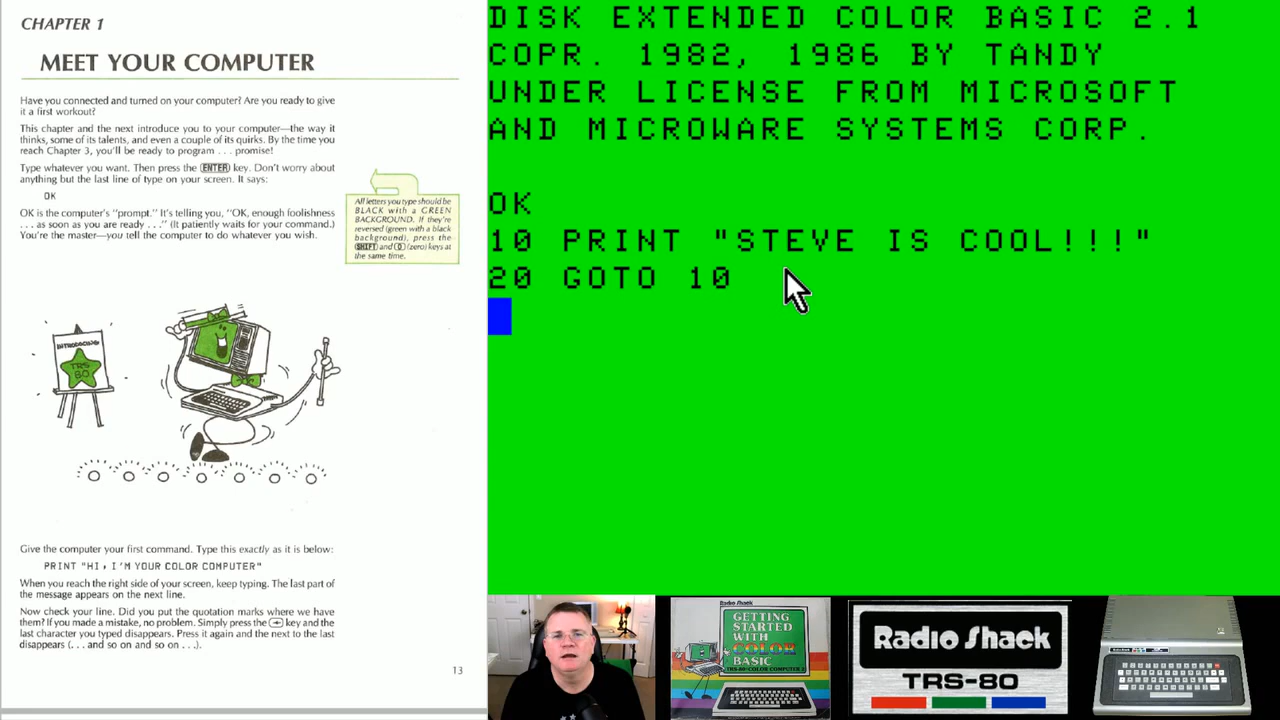 CHAPTER 1
MEET YOUR COMPUTER
Have you connected and turned on your computer? Are you ready to give
it a first workout?
This chapter and the next introduce you to your computer—the way it
thinks, some of its talents, and even a couple of its quirks. By the time you
reach Chapter 3, you'll be ready to program . . . promise!
Type whatever you want. Then press the (ENTER) key. Don't worry about
anything but the last line of type on your screen. It says:
OK
OK is the computer's "prompt." It's telling you, "OK, enough foolishness
. . . as soon as you are ready . . ." (It patiently waits for your command.)
You're the master—you tell the computer to do whatever you wish.
All letters you type should be
BLACK with a GREEN
BACKGROUND. If they're
reversed (green with a black
background), press the
(SHIFT) and (0) (zero) keys at
the same time.
INTRODUCING
TRS
80
Give the computer your first command. Type this exactly as it is below:
PRINT "HI, I'M YOUR COLOR COMPUTER"
When you reach the right side of your screen, keep typing. The last part of
the message appears on the next line.
Now check your line. Did you put the quotation marks where we have
them? If you made a mistake, no problem. Simply press the (←) key and the
last character you typed disappears. Press it again and the next to the last
disappears (. . . and so on and so on . . .).
13
DISK EXTENDED COLOR BASIC 2.1
COPR. 1982, 1986 BY TANDY
UNDER LICENSE FROM MICROSOFT
AND MICROWARE SYSTEMS CORP.
OK
10 PRINT "STEVE IS COOL!!!"
20 GOTO 10
Radio Shack
GETTING
STARTED
WITH
COLOR
BASIC
Radio Shack
TRS-80